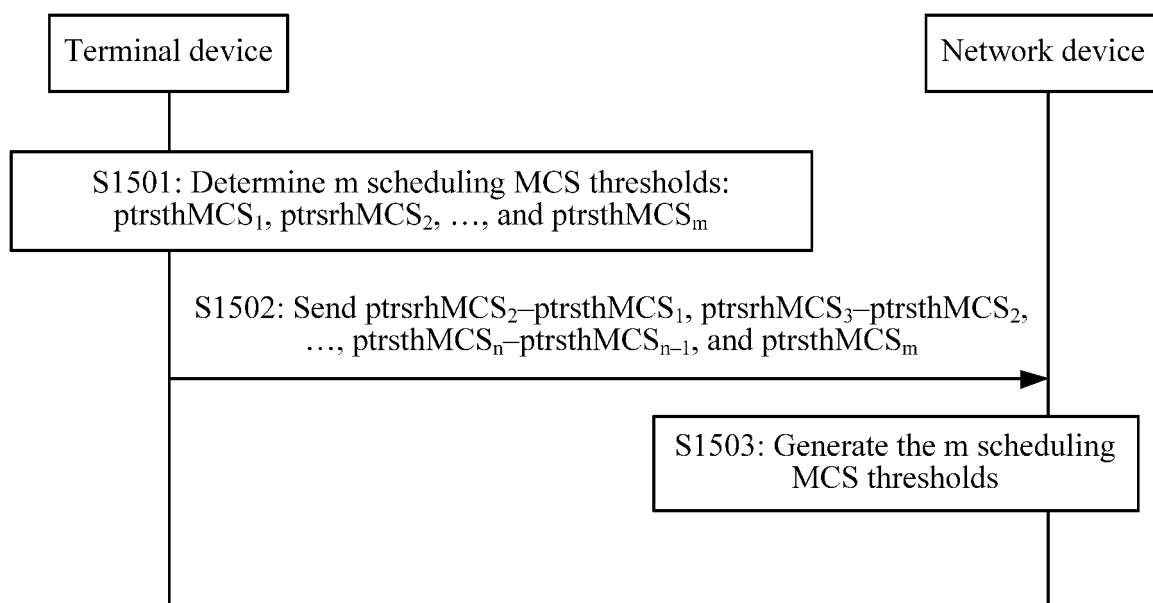 Terminal device
Network device
S1501: Determine m scheduling MCS thresholds:
ptrsthMCS₁, ptrsrhMCS₂, …, and ptrsthMCSₘ
S1502: Send ptrsrhMCS₂–ptrsthMCS₁, ptrsrhMCS₃–ptrsthMCS₂,
…, ptrsthMCSₙ–ptrsthMCSₙ₋₁, and ptrsthMCSₘ
S1503: Generate the m scheduling
MCS thresholds